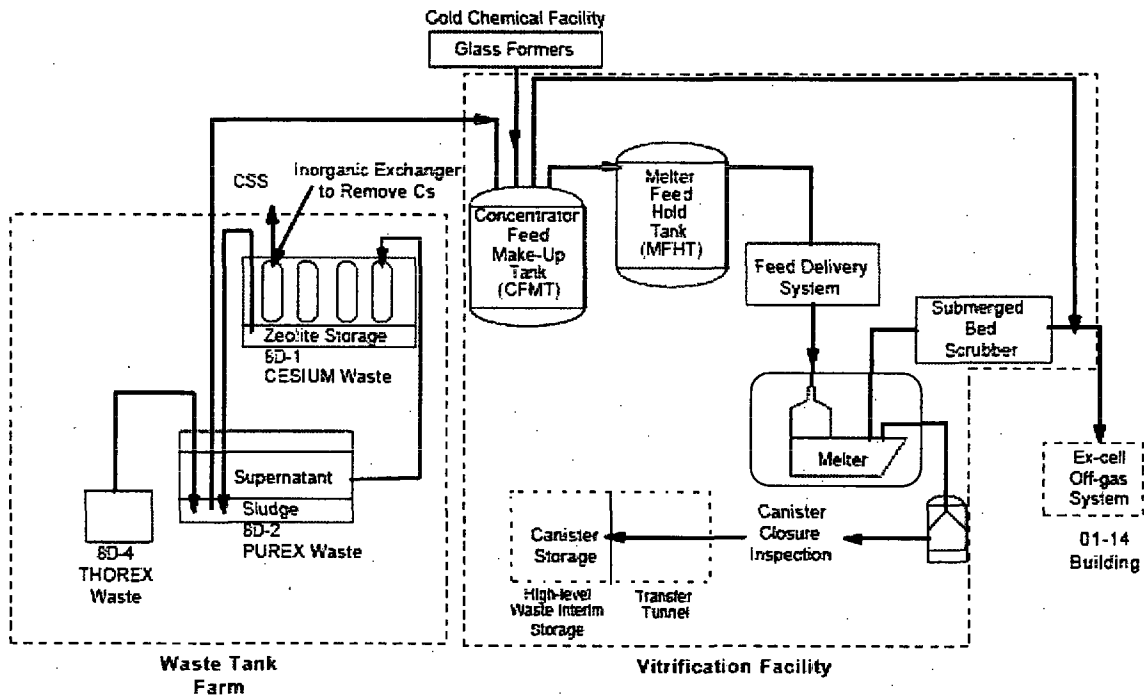 Cold Chemical Facility
Glass Formers
Inorganic Exchanger
to Remove Cs
CSS
Concentrator
Feed
Make-Up
Tank
(CFMT)
Melter
Feed
Hold
Tank
(MFHT)
Feed Delivery
System
Submerged
Bed
Scrubber
Zeolite Storage
8D-1
CESIUM Waste
Supernatant
Sludge
8D-2
PUREX Waste
8D-4
THOREX
Waste
Melter
Ex-cell
Off-gas
System
01-14
Building
Canister
Closure
Inspection
Canister
Storage
High-level
Waste Interim
Storage
Transfer
Tunnel
Waste Tank
Farm
Vitrification Facility